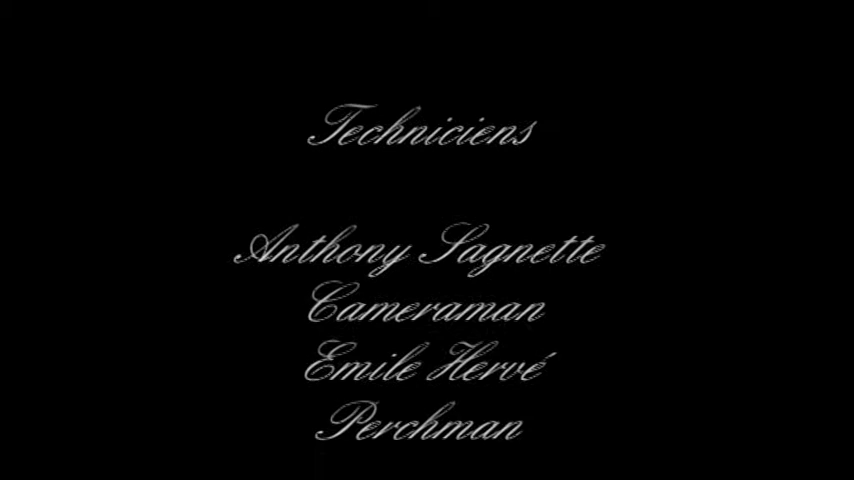 Techniciens
Anthony Sagnette
Cameraman
Emile Hervé
Perchman